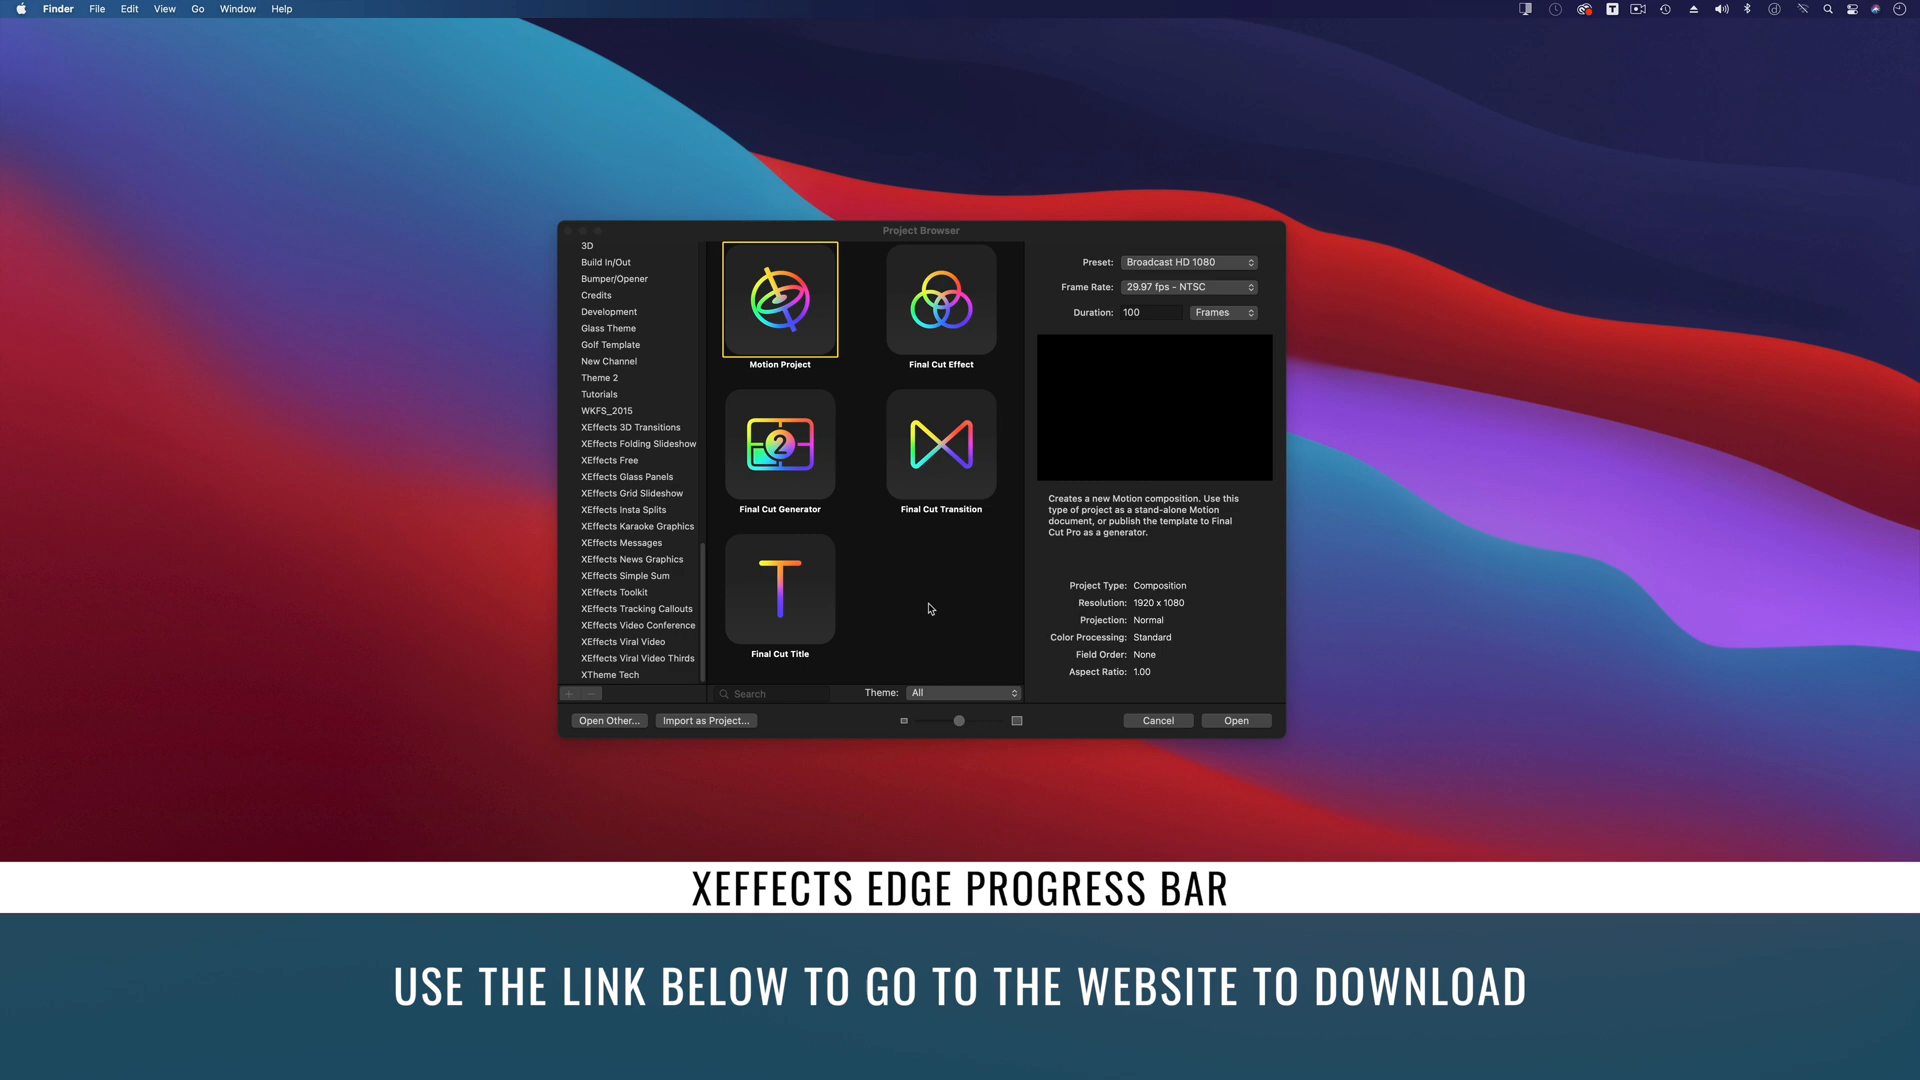 Finder File Edit View Go Window Help
Project Browser
3D
Build In/Out
Bumper/Opener
Credits
Development
Glass Theme
Golf Template
New Channel
Theme 2
Tutorials
WKFS_2015
XEffects 3D Transitions
XEffects Folding Slideshow
XEffects Free
XEffects Glass Panels
XEffects Grid Slideshow
XEffects Insta Splits
XEffects Karaoke Graphics
XEffects Messages
XEffects News Graphics
XEffects Simple Sum
XEffects Toolkit
XEffects Tracking Callouts
XEffects Video Conference
XEffects Viral Video
XEffects Viral Video Thirds
XTheme Tech
Motion Project
Final Cut Effect
2
Final Cut Generator
Final Cut Transition
T
Final Cut Title
Search
Theme: All
Preset: Broadcast HD 1080
Frame Rate: 29.97 fps - NTSC
Duration: 100 Frames
Creates a new Motion composition. Use this
type of project as a stand-alone Motion
document, or publish the template to Final
Cut Pro as a generator.
Project Type: Composition
Resolution: 1920 x 1080
Projection: Normal
Color Processing: Standard
Field Order: None
Aspect Ratio: 1.00
Open Other... Import as Project... Cancel Open
XEFFECTS EDGE PROGRESS BAR
USE THE LINK BELOW TO GO TO THE WEBSITE TO DOWNLOAD